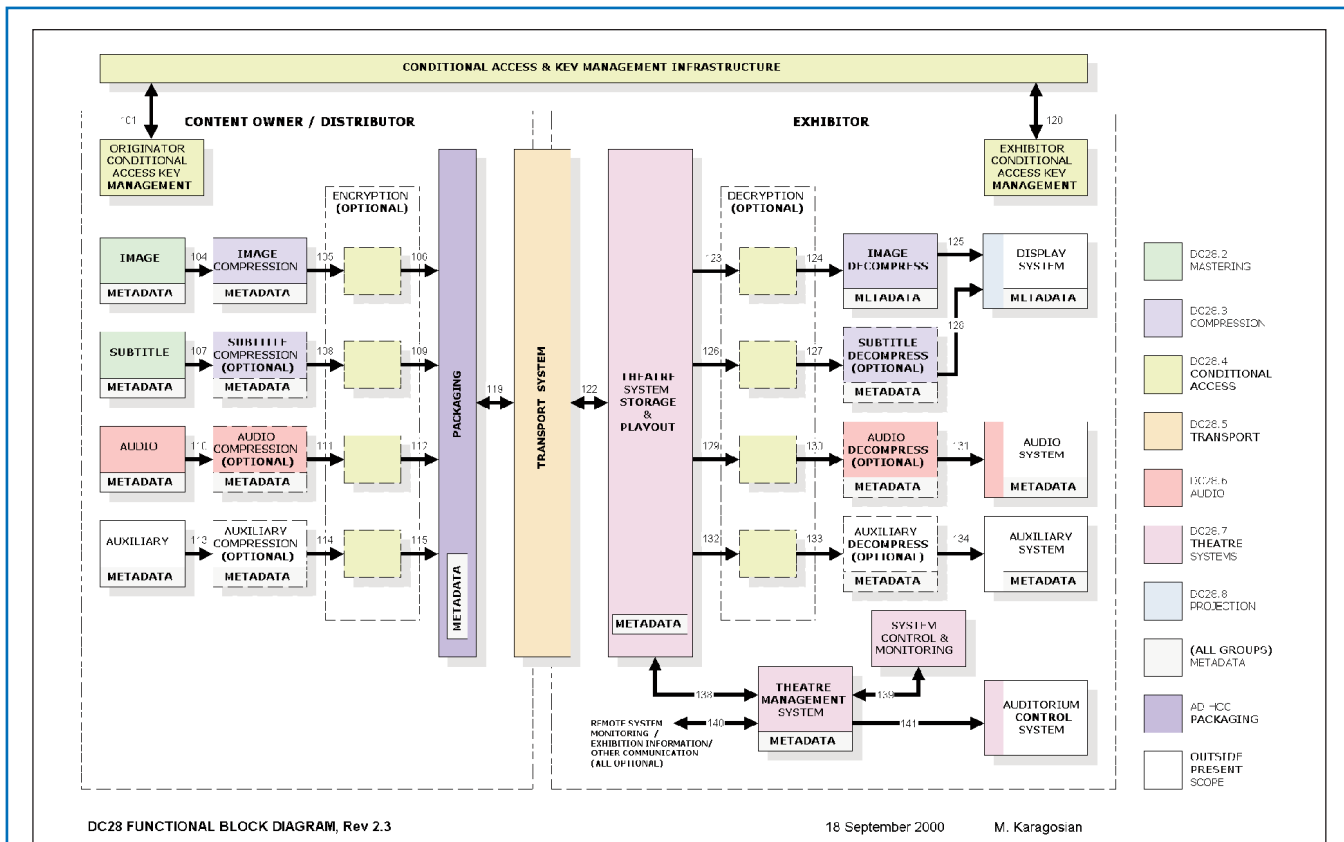 CONDITIONAL ACCESS & KEY MANAGEMENT INFRASTRUCTURE
101
CONTENT OWNER / DISTRIBUTOR
EXHIBITOR
120
ORIGINATOR
CONDITIONAL
ACCESS KEY
MANAGEMENT
EXHIBITOR
CONDITIONAL
ACCESS KEY
MANAGEMENT
ENCRYPTION
(OPTIONAL)
DECRYPTION
(OPTIONAL)
IMAGE
METADATA
104
IMAGE
COMPRESSION
METADATA
105
106
SUBTITLE
METADATA
107
SUBTITLE
COMPRESSION
(OPTIONAL)
METADATA
108
109
AUDIO
METADATA
110
AUDIO
COMPRESSION
(OPTIONAL)
METADATA
111
112
AUXILIARY
METADATA
113
AUXILIARY
COMPRESSION
(OPTIONAL)
METADATA
114
115
PACKAGING
METADATA
119
TRANSPORT SYSTEM
122
THEATRE
SYSTEM
STORAGE
&
PLAYOUT
METADATA
123
124
IMAGE
DECOMPRESS
METADATA
125
DISPLAY
SYSTEM
METADATA
126
127
SUBTITLE
DECOMPRESS
(OPTIONAL)
METADATA
128
129
130
AUDIO
DECOMPRESS
(OPTIONAL)
METADATA
131
AUDIO
SYSTEM
METADATA
132
133
AUXILIARY
DECOMPRESS
(OPTIONAL)
METADATA
134
AUXILIARY
SYSTEM
METADATA
SYSTEM
CONTROL &
MONITORING
138
139
THEATRE
MANAGEMENT
SYSTEM
METADATA
140
141
REMOTE SYSTEM
MONITORING /
EXHIBITION INFORMATION/
OTHER COMMUNICATION
(ALL OPTIONAL)
AUDITORIUM
CONTROL
SYSTEM
DC28.2
MASTERING
DC28.3
COMPRESSION
DC28.4
CONDITIONAL
ACCESS
DC28.5
TRANSPORT
DC28.6
AUDIO
DC28.7
THEATRE
SYSTEMS
DC28.8
PROJECTION
(ALL GROUPS)
METADATA
AD HOC
PACKAGING
OUTSIDE
PRESENT
SCOPE
DC28 FUNCTIONAL BLOCK DIAGRAM, Rev 2.3
18 September 2000
M. Karagosian